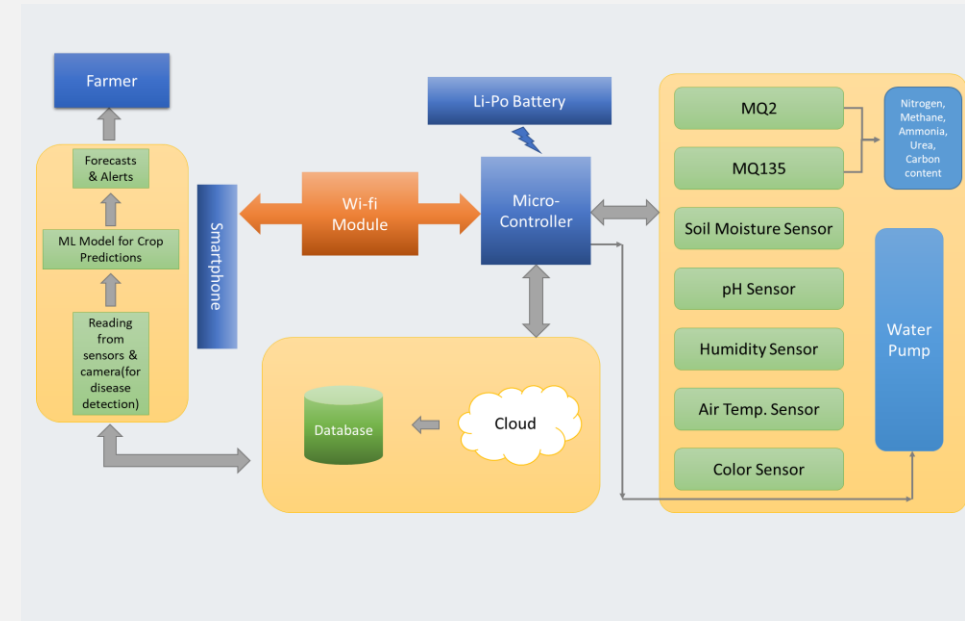 Farmer
Forecasts
& Alerts
ML Model for Crop
Predictions
Reading
from
sensors &
camera(for
disease
detection)
Smartphone
Wi-fi
Module
Li-Po Battery
Micro-
Controller
Database
Cloud
MQ2
MQ135
Soil Moisture Sensor
pH Sensor
Humidity Sensor
Air Temp. Sensor
Color Sensor
Nitrogen,
Methane,
Ammonia,
Urea,
Carbon
content
Water
Pump